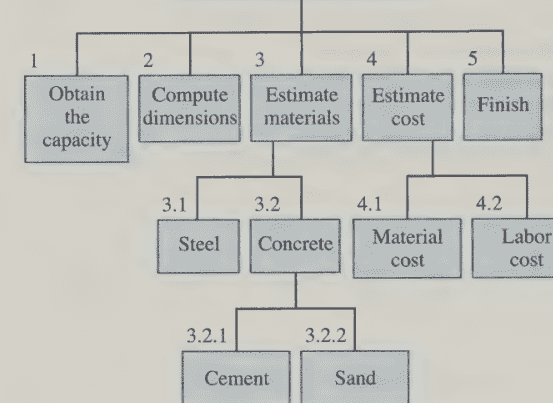 1
Obtain
the
capacity
2
Compute
dimensions
3
Estimate
materials
4
Estimate
cost
5
Finish
3.1
Steel
3.2
Concrete
4.1
Material
cost
4.2
Labor
cost
3.2.1
Cement
3.2.2
Sand